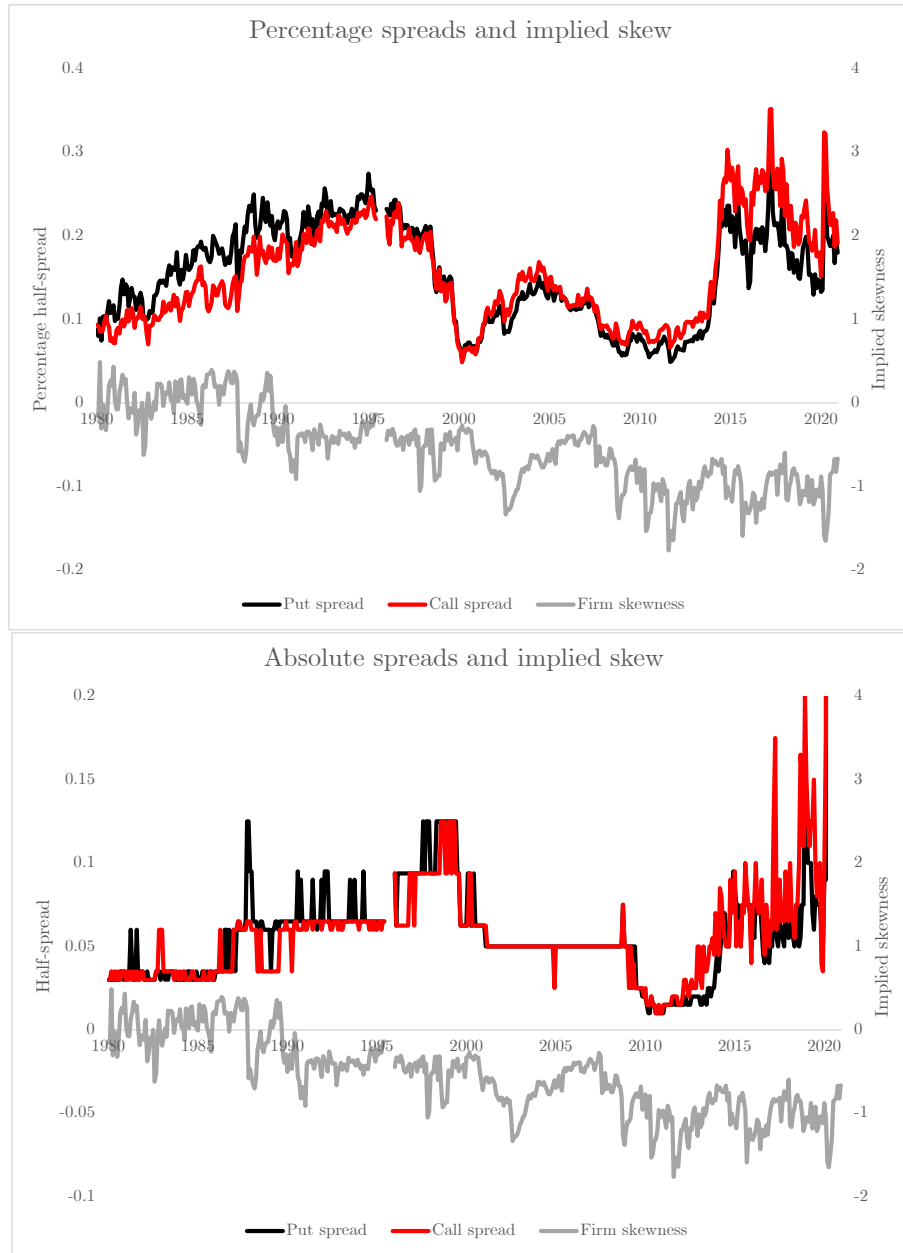 Percentage spreads and implied skew
0.4
4
0.3
3
0.2
2
0.1
1
0
0
-0.1
-1
-0.2
-2
Percentage half-spread
Implied skewness
1980 1985 1990 1995 2000 2005 2010 2015 2020
Put spread Call spread Firm skewness
Absolute spreads and implied skew
0.2
4
0.15
3
0.1
2
0.05
1
0
0
-0.05
-1
-0.1
-2
Half-spread
Implied skewness
1980 1985 1990 1995 2000 2005 2010 2015 2020
Put spread Call spread Firm skewness